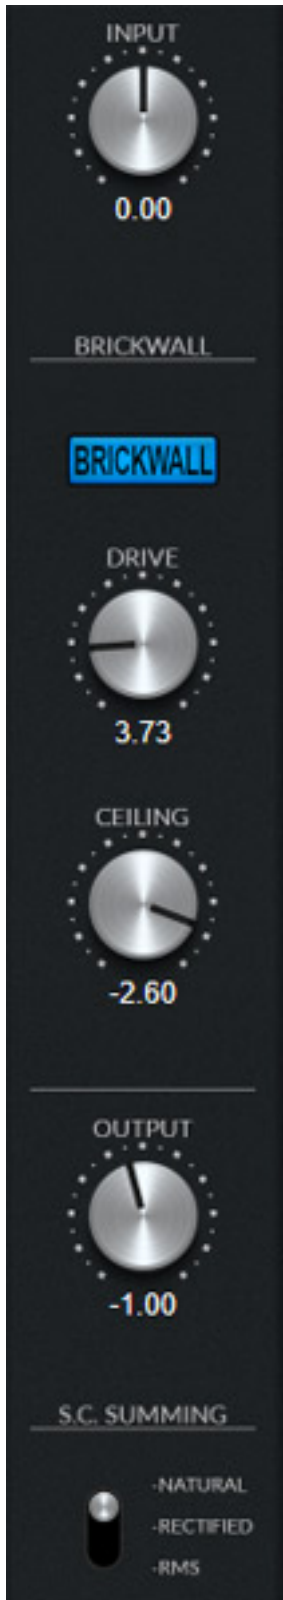 INPUT
0.00
BRICKWALL
BRICKWALL
DRIVE
3.73
CEILING
-2.60
OUTPUT
-1.00
S.C. SUMMING
-NATURAL
-RECTIFIED
-RMS